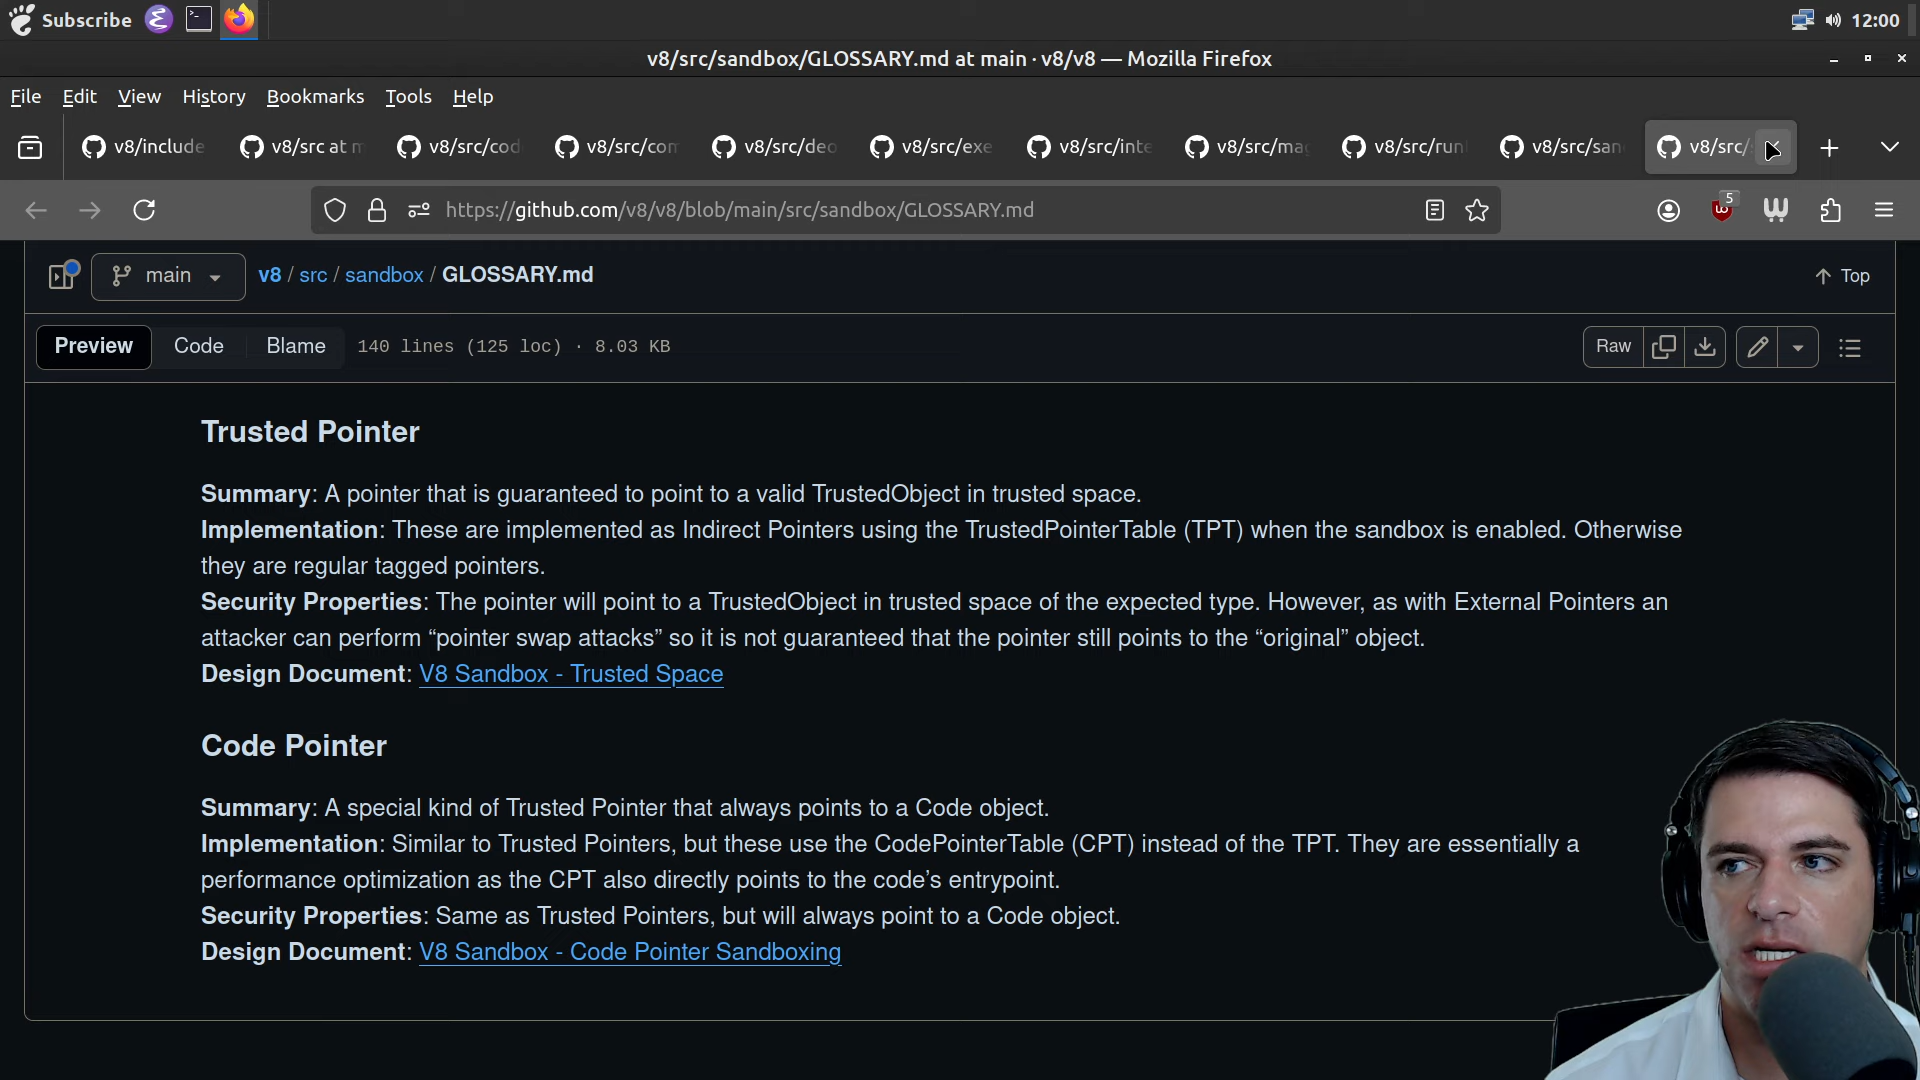 Subscribe
12:00
v8/src/sandbox/GLOSSARY.md at main · v8/v8 — Mozilla Firefox
File Edit View History Bookmarks Tools Help
v8/include v8/src at m v8/src/cod v8/src/con v8/src/deo v8/src/exe v8/src/inte v8/src/mag v8/src/run v8/src/san v8/src/
https://github.com/v8/v8/blob/main/src/sandbox/GLOSSARY.md
5
main v8 / src / sandbox / GLOSSARY.md Top
Preview Code Blame 140 lines (125 loc) · 8.03 KB Raw
Trusted Pointer
Summary: A pointer that is guaranteed to point to a valid TrustedObject in trusted space.
Implementation: These are implemented as Indirect Pointers using the TrustedPointerTable (TPT) when the sandbox is enabled. Otherwise
they are regular tagged pointers.
Security Properties: The pointer will point to a TrustedObject in trusted space of the expected type. However, as with External Pointers an
attacker can perform “pointer swap attacks” so it is not guaranteed that the pointer still points to the “original” object.
Design Document: V8 Sandbox - Trusted Space
Code Pointer
Summary: A special kind of Trusted Pointer that always points to a Code object.
Implementation: Similar to Trusted Pointers, but these use the CodePointerTable (CPT) instead of the TPT. They are essentially a
performance optimization as the CPT also directly points to the code’s entrypoint.
Security Properties: Same as Trusted Pointers, but will always point to a Code object.
Design Document: V8 Sandbox - Code Pointer Sandboxing